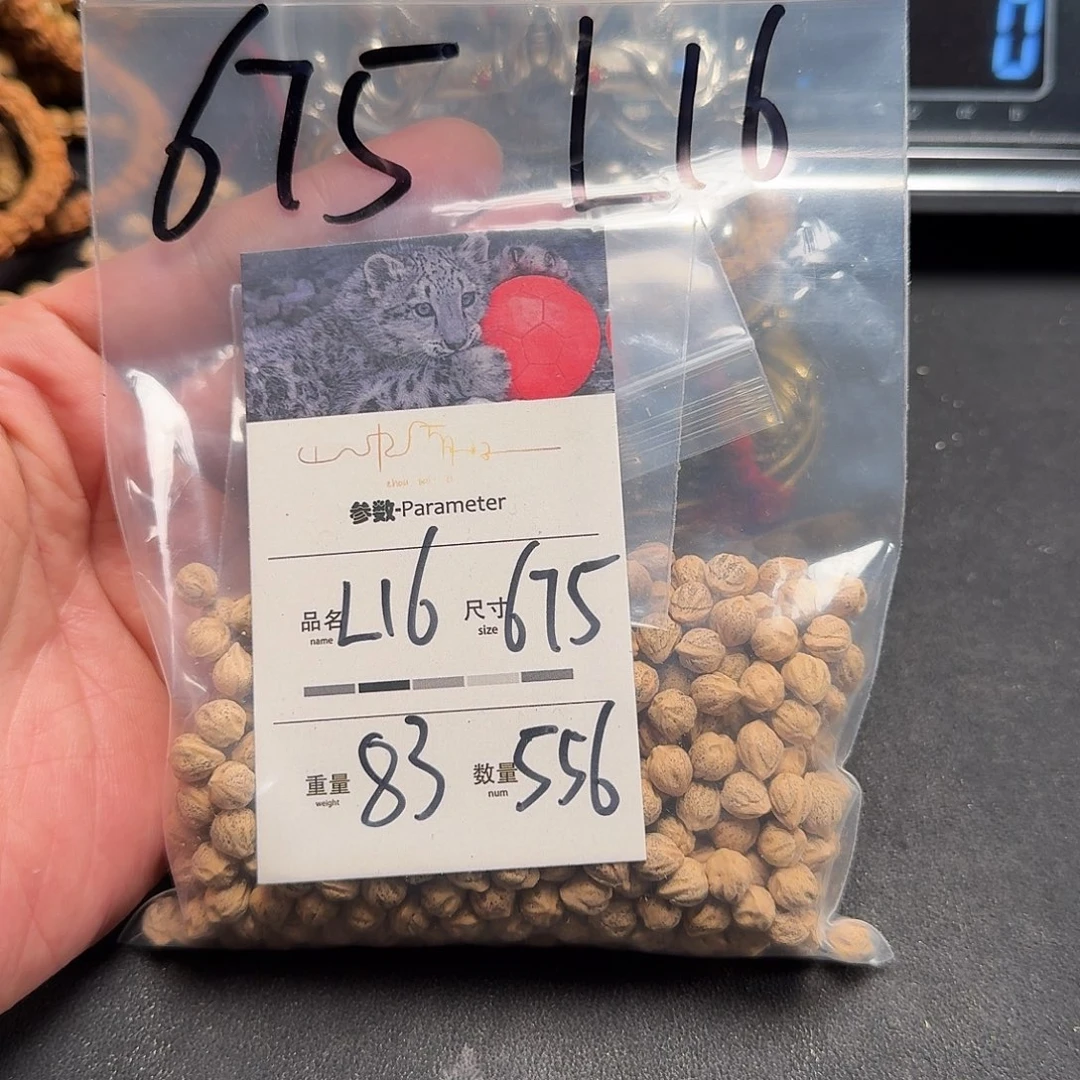 675 L16
参数-Parameter
品名 L16 尺寸 675
name size
重量 83 数量 556
weight num
0